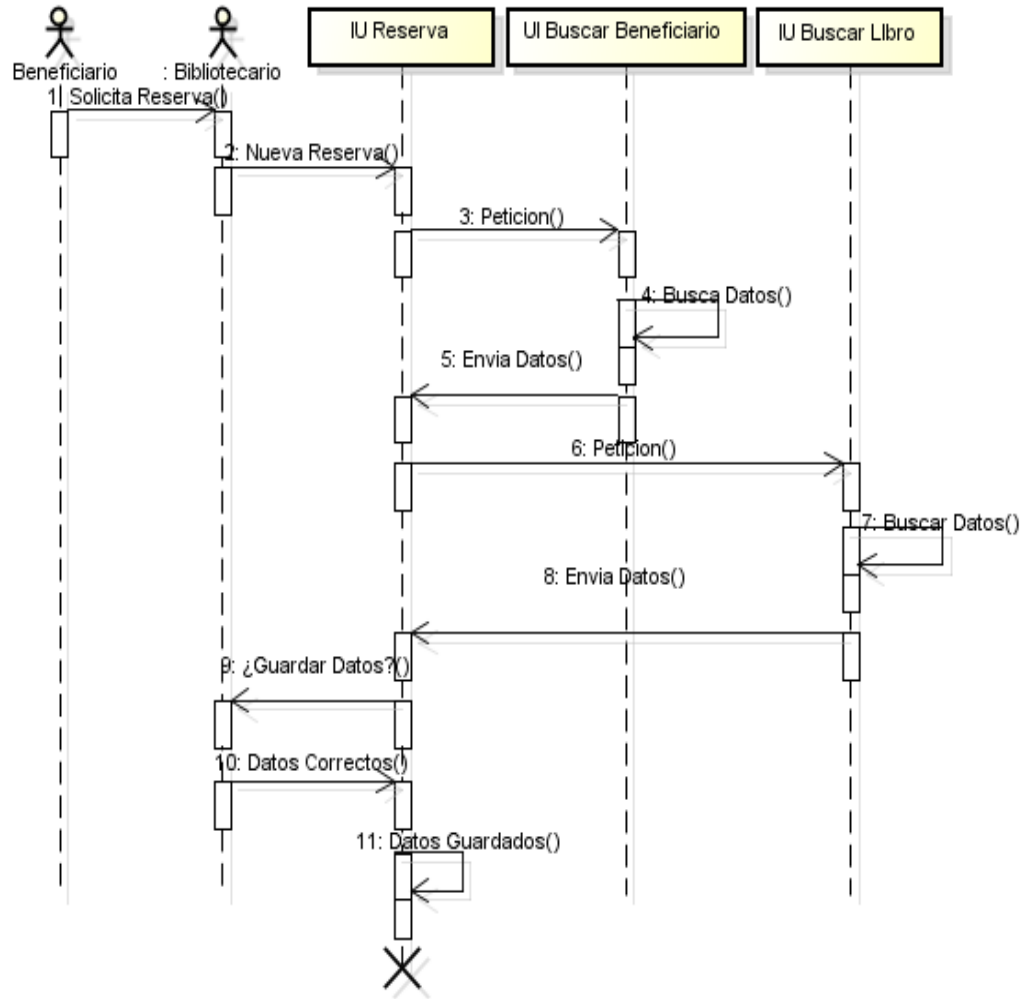 IU Reserva
UI Buscar Beneficiario
IU Buscar LIbro
Beneficiario
: Bibliotecario
1: Solicita Reserva()
2: Nueva Reserva()
3: Peticion()
4: Busca Datos()
5: Envia Datos()
6: Peticion()
7: Buscar Datos()
8: Envia Datos()
9: ¿Guardar Datos?()
10: Datos Correctos()
11: Datos Guardados()